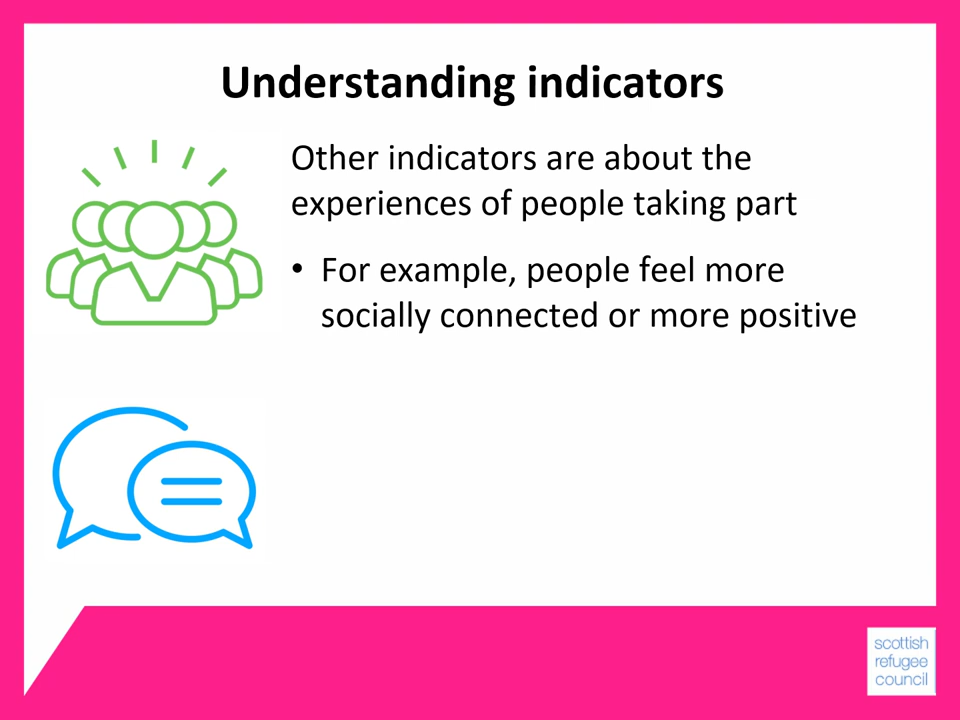 Understanding indicators
Other indicators are about the
experiences of people taking part
• For example, people feel more
socially connected or more positive
scottish
refugee
council